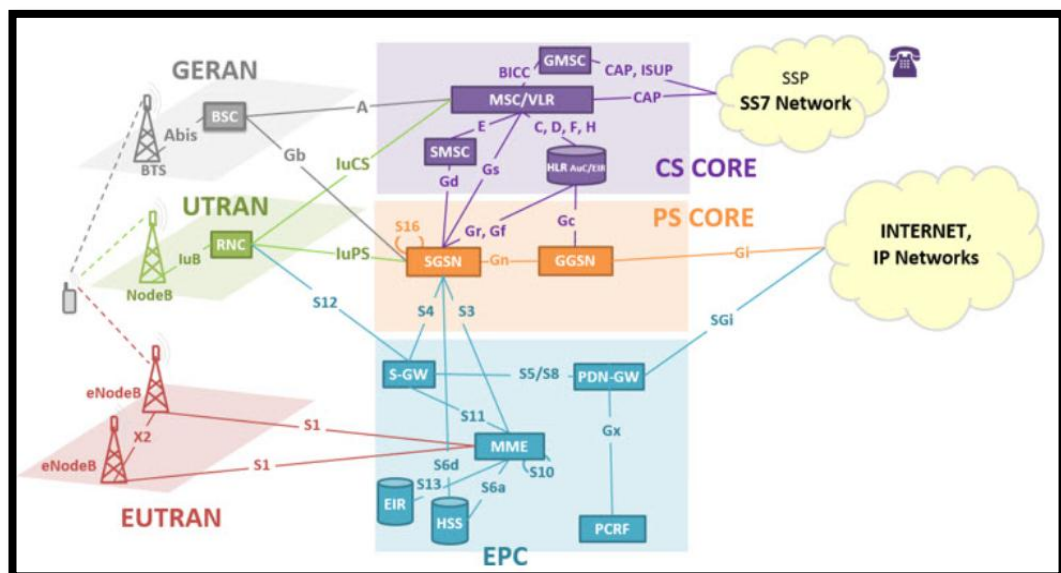 GERAN
BSC
Abis
BTS
A
Gb
UTRAN
RNC
IuB
NodeB
IuCS
IuPS
S12
GMSC
BICC
CAP, ISUP
MSC/VLR
CAP
E
C, D, F, H
SMSC
HLR AuC/EIR
Gd
Gs
CS CORE
SSP
SS7 Network
PS CORE
Gr, Gf
Gc
S16
SGSN
Gn
GGSN
Gi
INTERNET,
IP Networks
S4
S3
SGi
S-GW
S5/S8
PDN-GW
S11
Gx
MME
S10
S6d
S13
S6a
EIR
HSS
PCRF
EPC
eNodeB
X2
S1
eNodeB
S1
EUTRAN